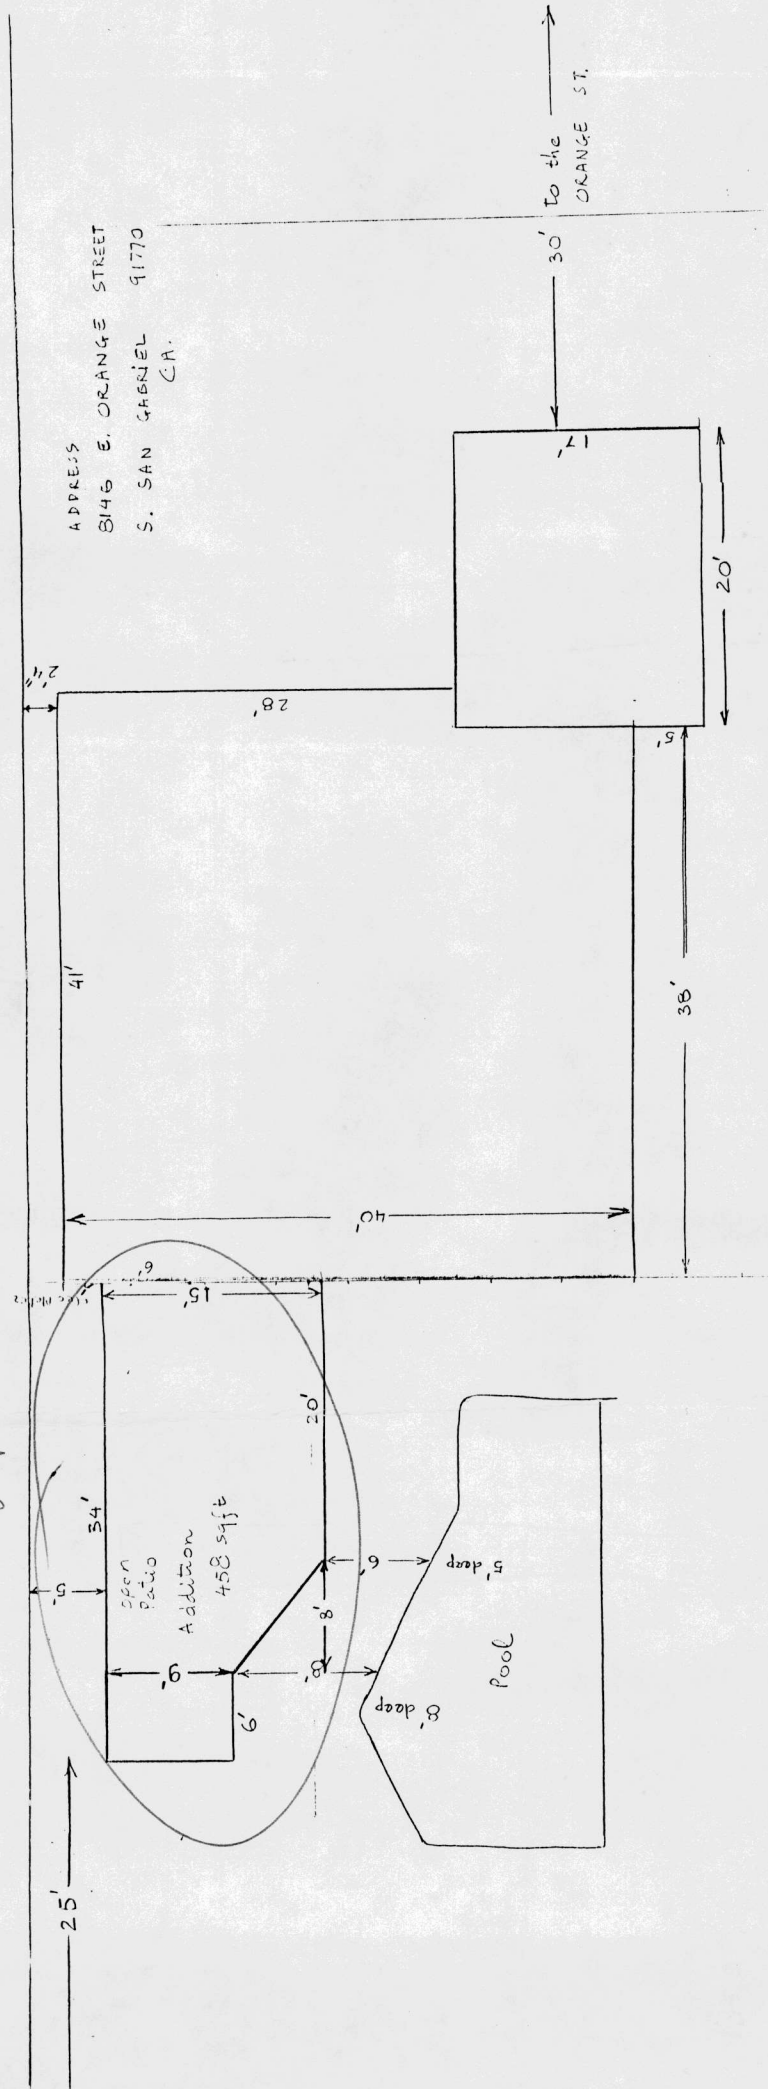 ADDRESS
8146 E. ORANGE STREET
S. SAN GABRIEL 91770
CA.
30' to the
ORANGE ST.
17'
20'
2'4"
28'
5'
41'
38'
40'
6'
15'
34'
20'
5'
open
Patio
Addition
458 sqft
9'
8'
6'
6'
8'
5' deep
8' deep
Pool
25'